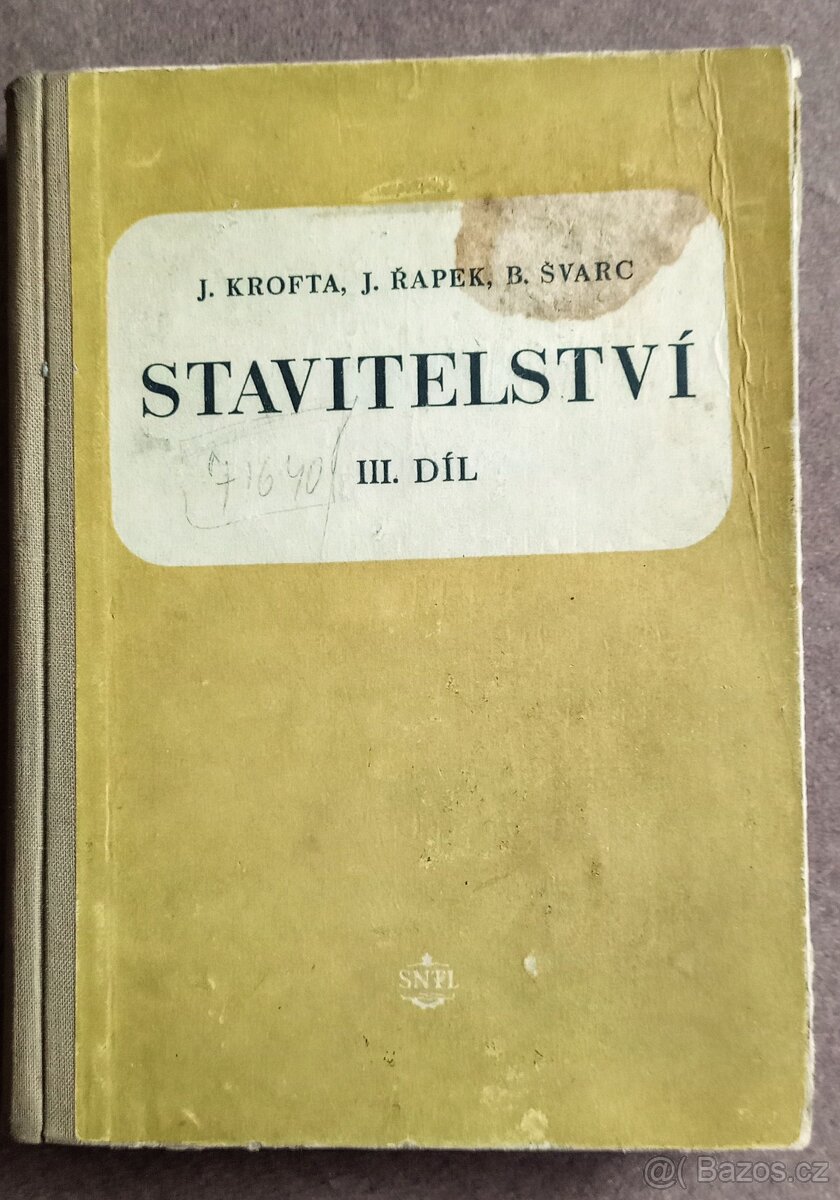 J. KROFTA, J. ŘAPEK, B. ŠVARC
STAVITELSTVÍ
III. DÍL
71640
SNTL
@( Bazos.cz